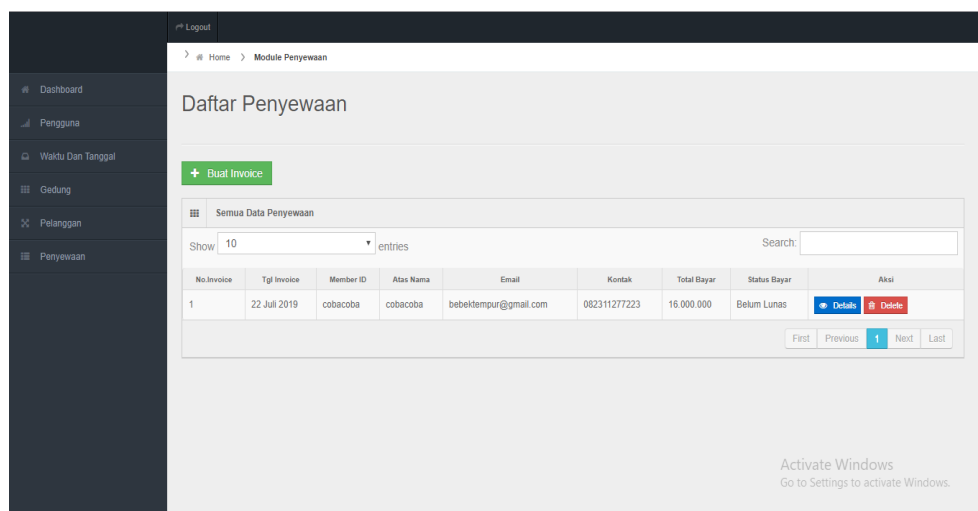 Logout
Home > Module Penyewaan
Dashboard
Pengguna
Waktu Dan Tanggal
Gedung
Pelanggan
Penyewaan
Daftar Penyewaan
+ Buat Invoice
Semua Data Penyewaan
Show 10 entries Search:
No.Invoice Tgl Invoice Member ID Atas Nama Email Kontak Total Bayar Status Bayar Aksi
1 22 Juli 2019 cobacoba cobacoba bebektempur@gmail.com 082311277223 16.000.000 Belum Lunas Details Delete
First Previous 1 Next Last
Activate Windows
Go to Settings to activate Windows.